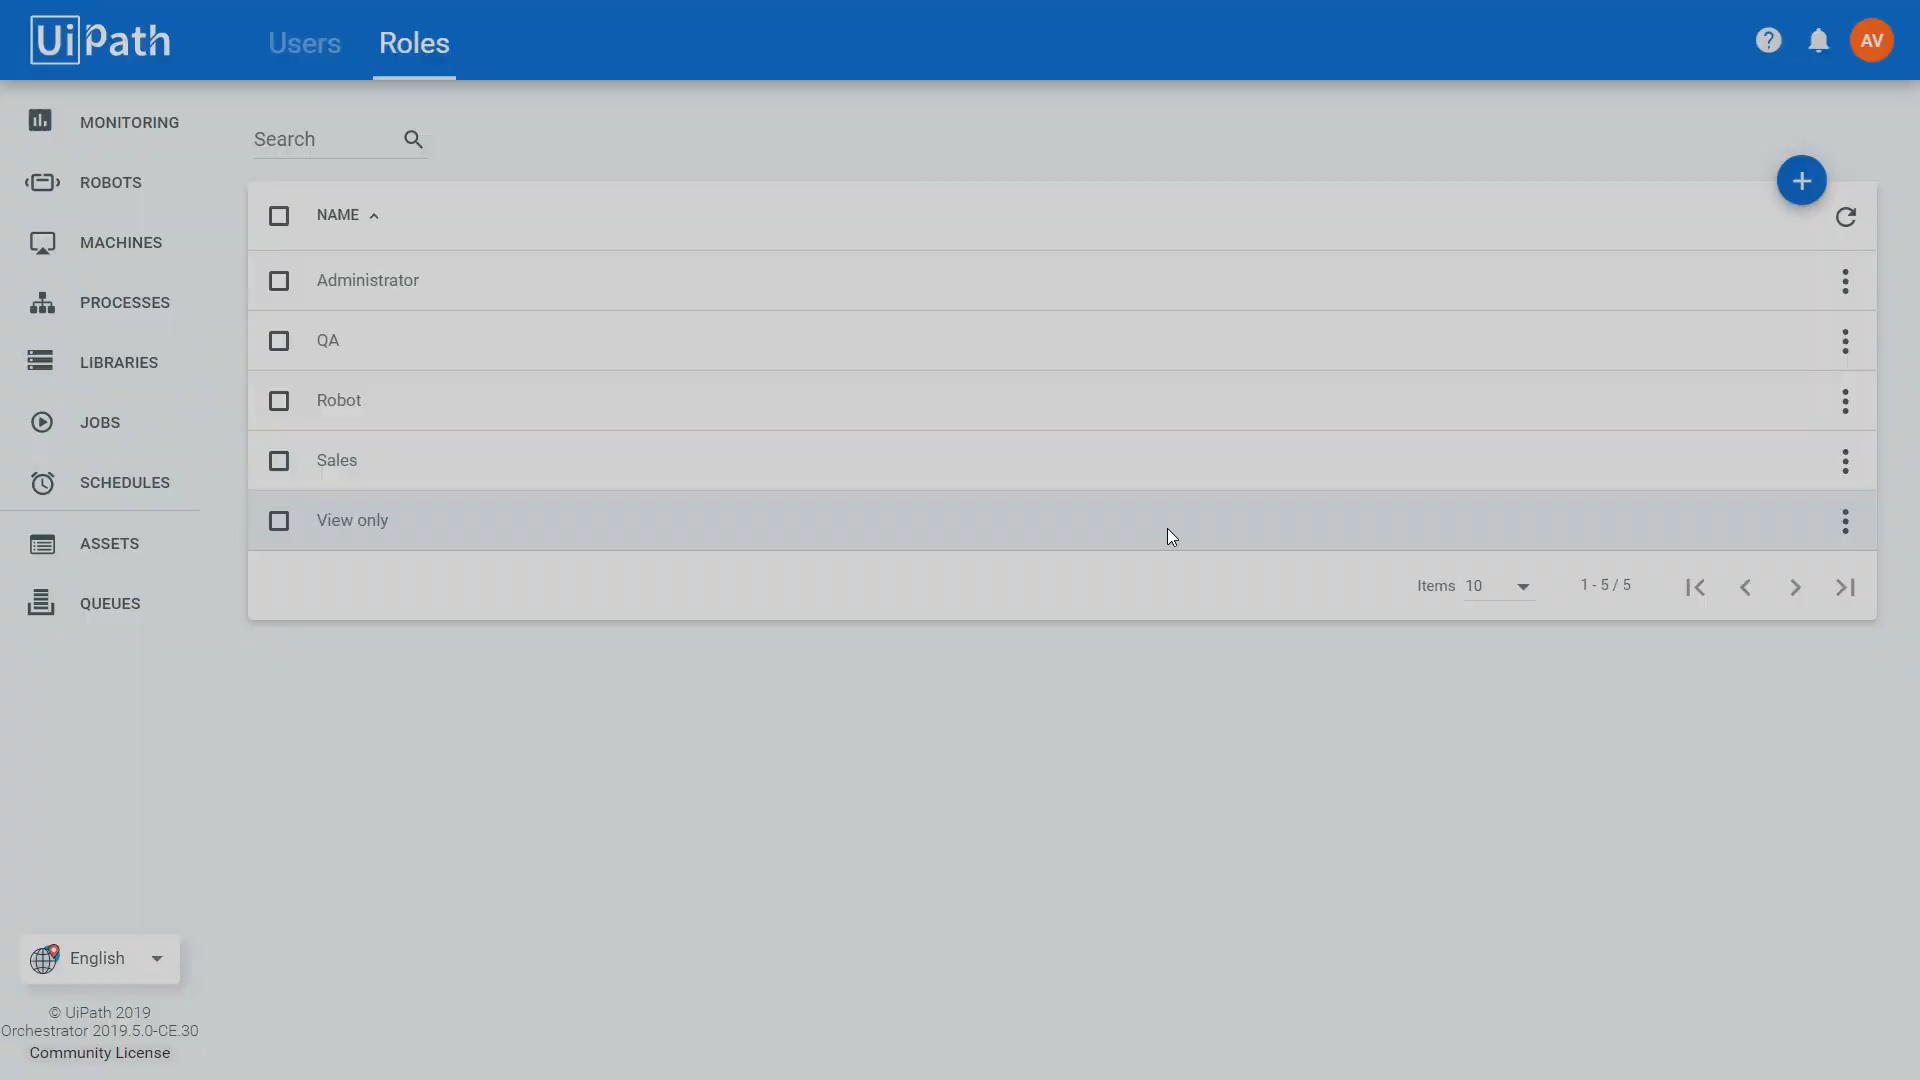 UiPath
Users
Roles
AV
MONITORING
ROBOTS
MACHINES
PROCESSES
LIBRARIES
JOBS
SCHEDULES
ASSETS
QUEUES
Search
NAME
Administrator
QA
Robot
Sales
View only
Items 10
1 - 5 / 5
English
© UiPath 2019
Orchestrator 2019.5.0-CE.30
Community License